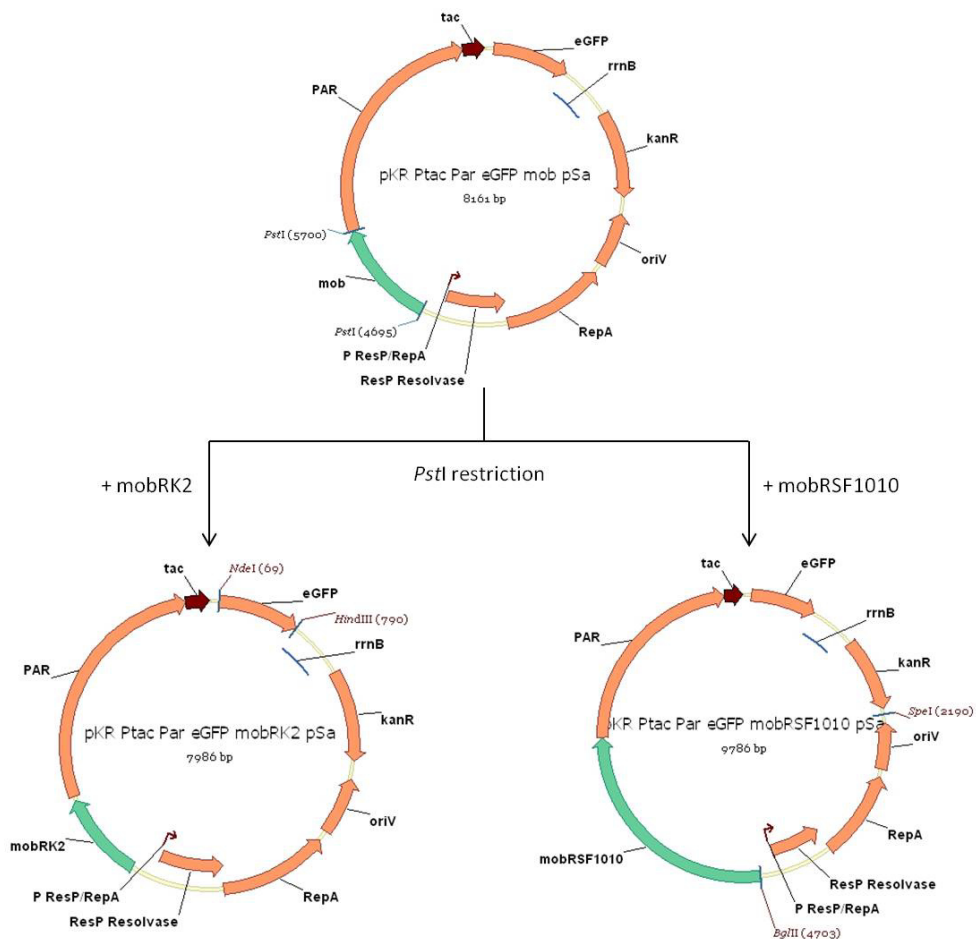 tac
eGFP
rrnB
PAR
kanR
pKR Ptac Par eGFP mob pSa
8161 bp
PstI (5700)
oriV
mob
PstI (4695)
RepA
P ResP/RepA
ResP Resolvase
+ mobRK2
PstI restriction
+ mobRSF1010
tac
NdeI (69)
eGFP
HindIII (790)
rrnB
PAR
kanR
pKR Ptac Par eGFP mobRK2 pSa
7986 bp
oriV
mobRK2
P ResP/RepA
RepA
ResP Resolvase
tac
eGFP
rrnB
PAR
kanR
SpeI (2190)
pKR Ptac Par eGFP mobRSF1010 pSa
9786 bp
oriV
RepA
mobRSF1010
ResP Resolvase
P ResP/RepA
BglII (4703)